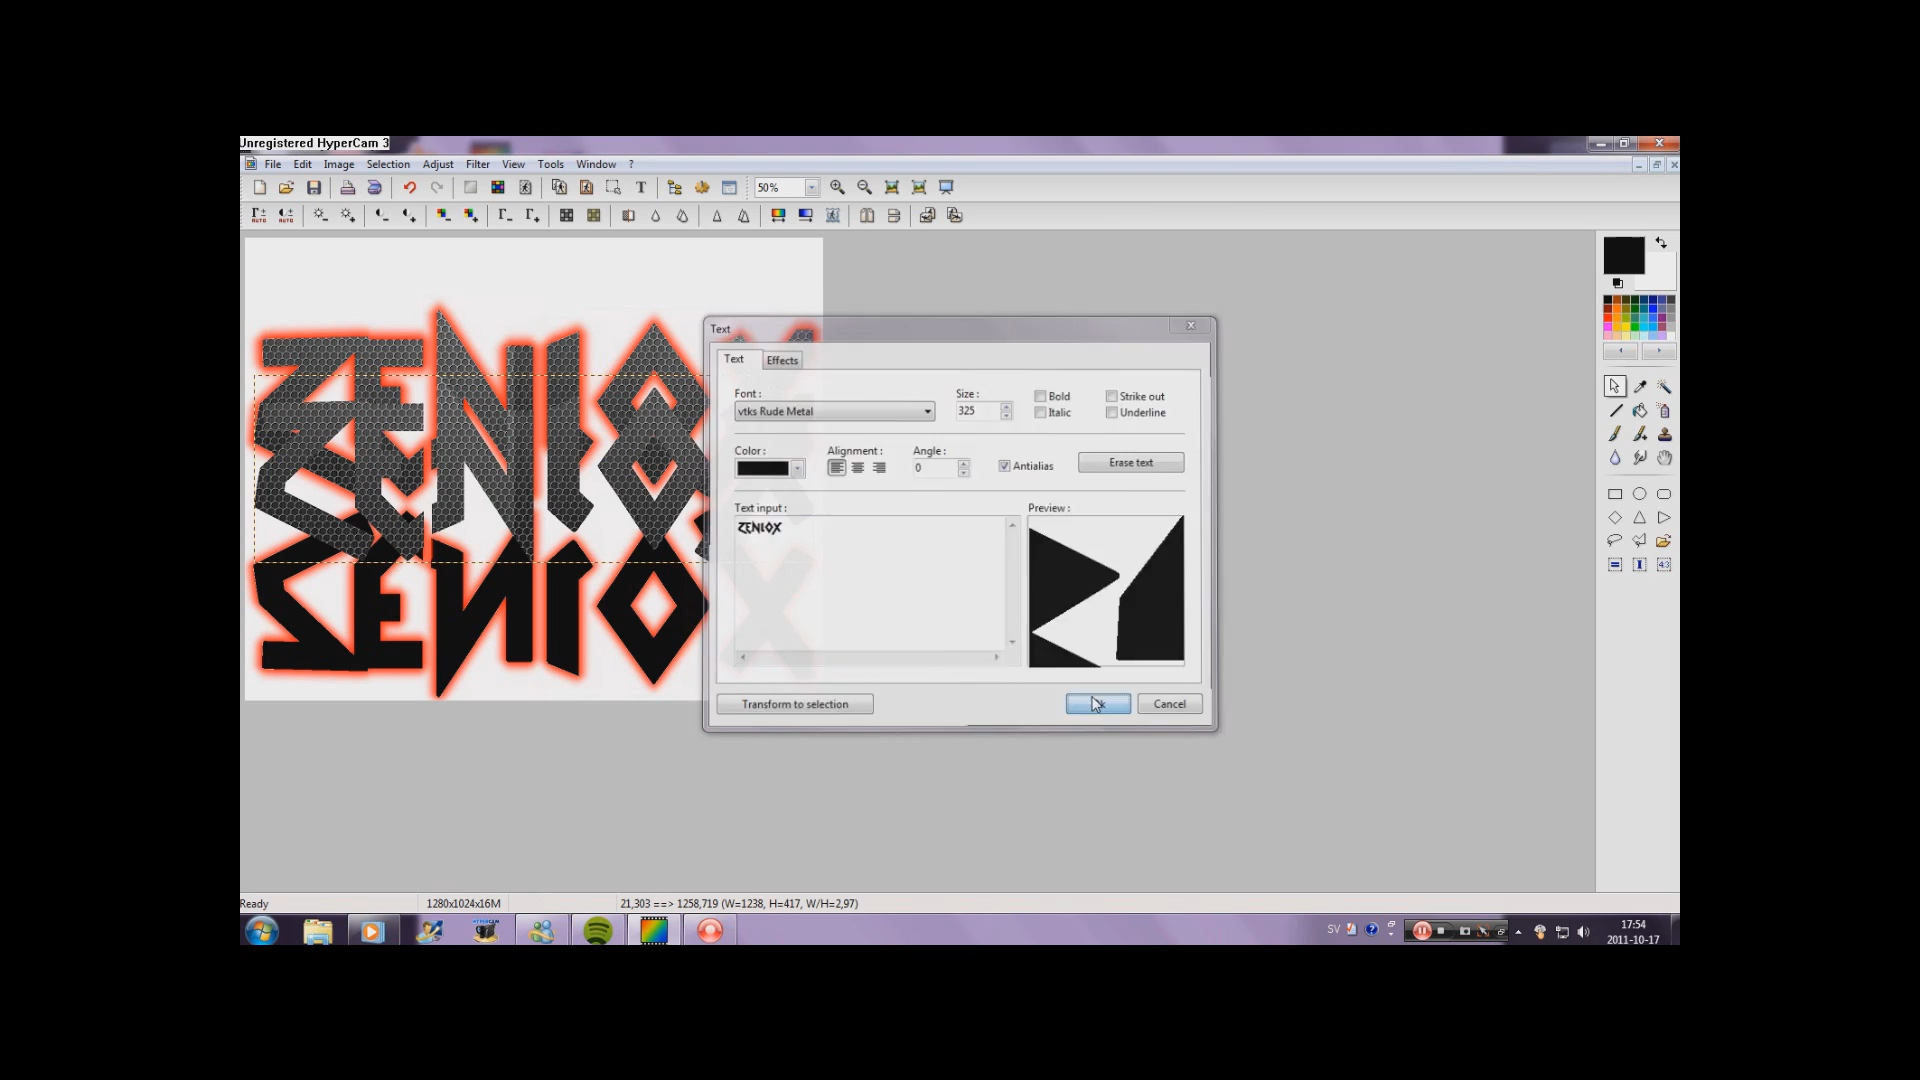 Unregistered HyperCam 3
File Edit Image Selection Adjust Filter View Tools Window ?
50%
ZENIOX
Text
Text Effects
Font : Size :
vtks Rude Metal 325 Bold Strike out
Italic Underline
Color : Alignment : Angle :
0 Antialias Erase text
Text input : Preview :
ZENIOX
Transform to selection Cancel
Ready 1280x1024x16M 21,303 ==> 1258,719 (W=1238, H=417, W/H=2,97)
SV 17:54
2011-10-17